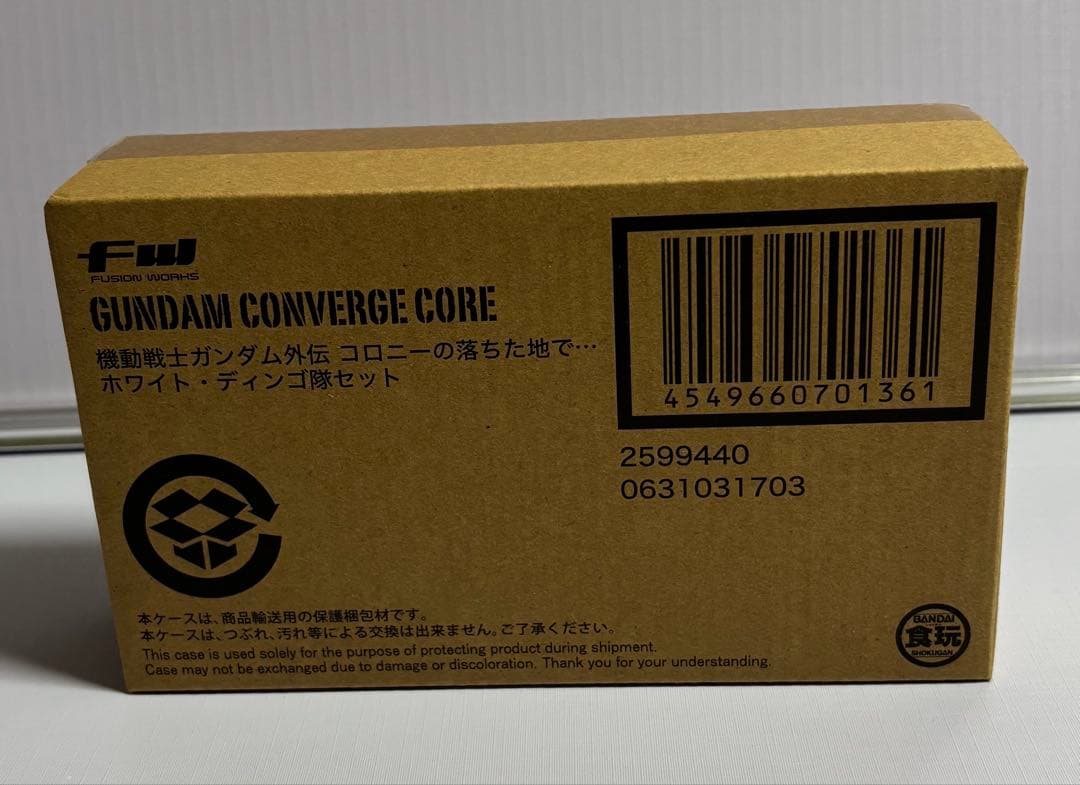 fw
FUSION WORKS
GUNDAM CONVERGE CORE
機動戦士ガンダム外伝 コロニーの落ちた地で…
ホワイト・ディンゴ隊セット
4549660701361
2599440
0631031703
本ケースは、商品輸送用の保護梱包材です。
本ケースは、つぶれ、汚れ等による交換は出来ません。ご了承ください。
This case is used solely for the purpose of protecting product during shipment.
Case may not be exchanged due to damage or discoloration. Thank you for your understanding.
BANDAI
食玩
SHOKUGAN